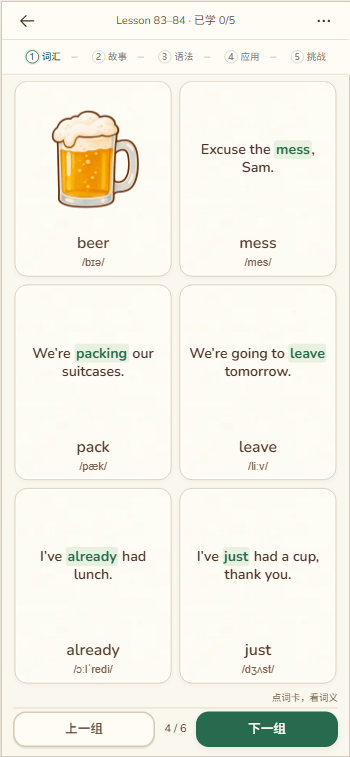 Lesson 83–84 · 已学 0/5
1 词汇 – 2 故事 – 3 语法 – 4 应用 – 5 挑战
beer
/bɪə/
Excuse the mess,
Sam.
mess
/mes/
We're packing our
suitcases.
pack
/pæk/
We're going to leave
tomorrow.
leave
/liːv/
I've already had
lunch.
already
/ɔːlˈredi/
I've just had a cup,
thank you.
just
/dʒʌst/
点词卡，看词义
上一组
4 / 6
下一组